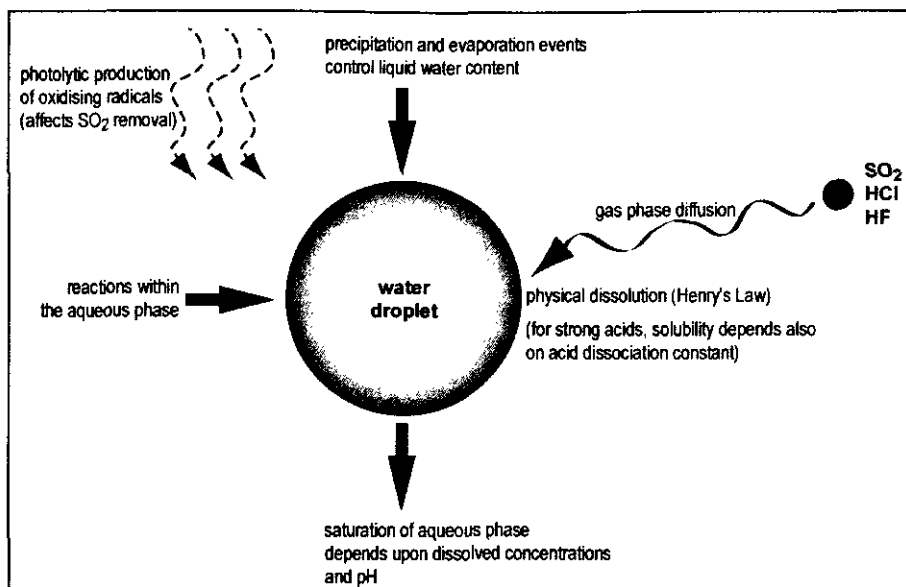 precipitation and evaporation events
control liquid water content
photolytic production
of oxidising radicals
(affects SO₂ removal)
SO₂
HCl
HF
gas phase diffusion
reactions within
the aqueous phase
water
droplet
physical dissolution (Henry's Law)
(for strong acids, solubility depends also
on acid dissociation constant)
saturation of aqueous phase
depends upon dissolved concentrations
and pH